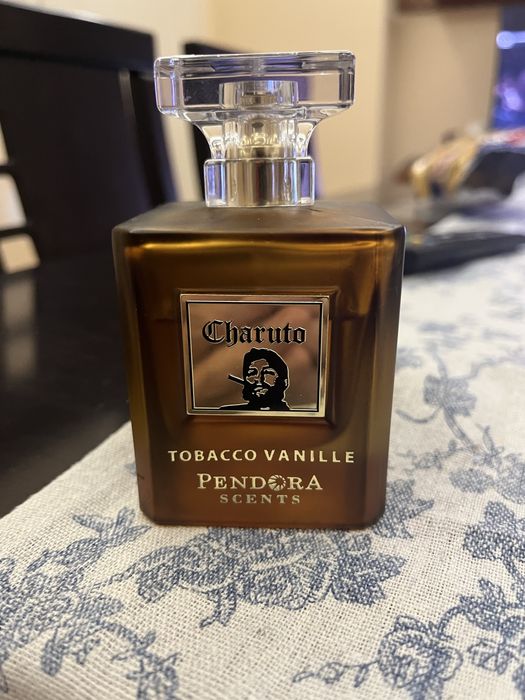 Charuto
TOBACCO VANILLE
PENDORA
SCENTS